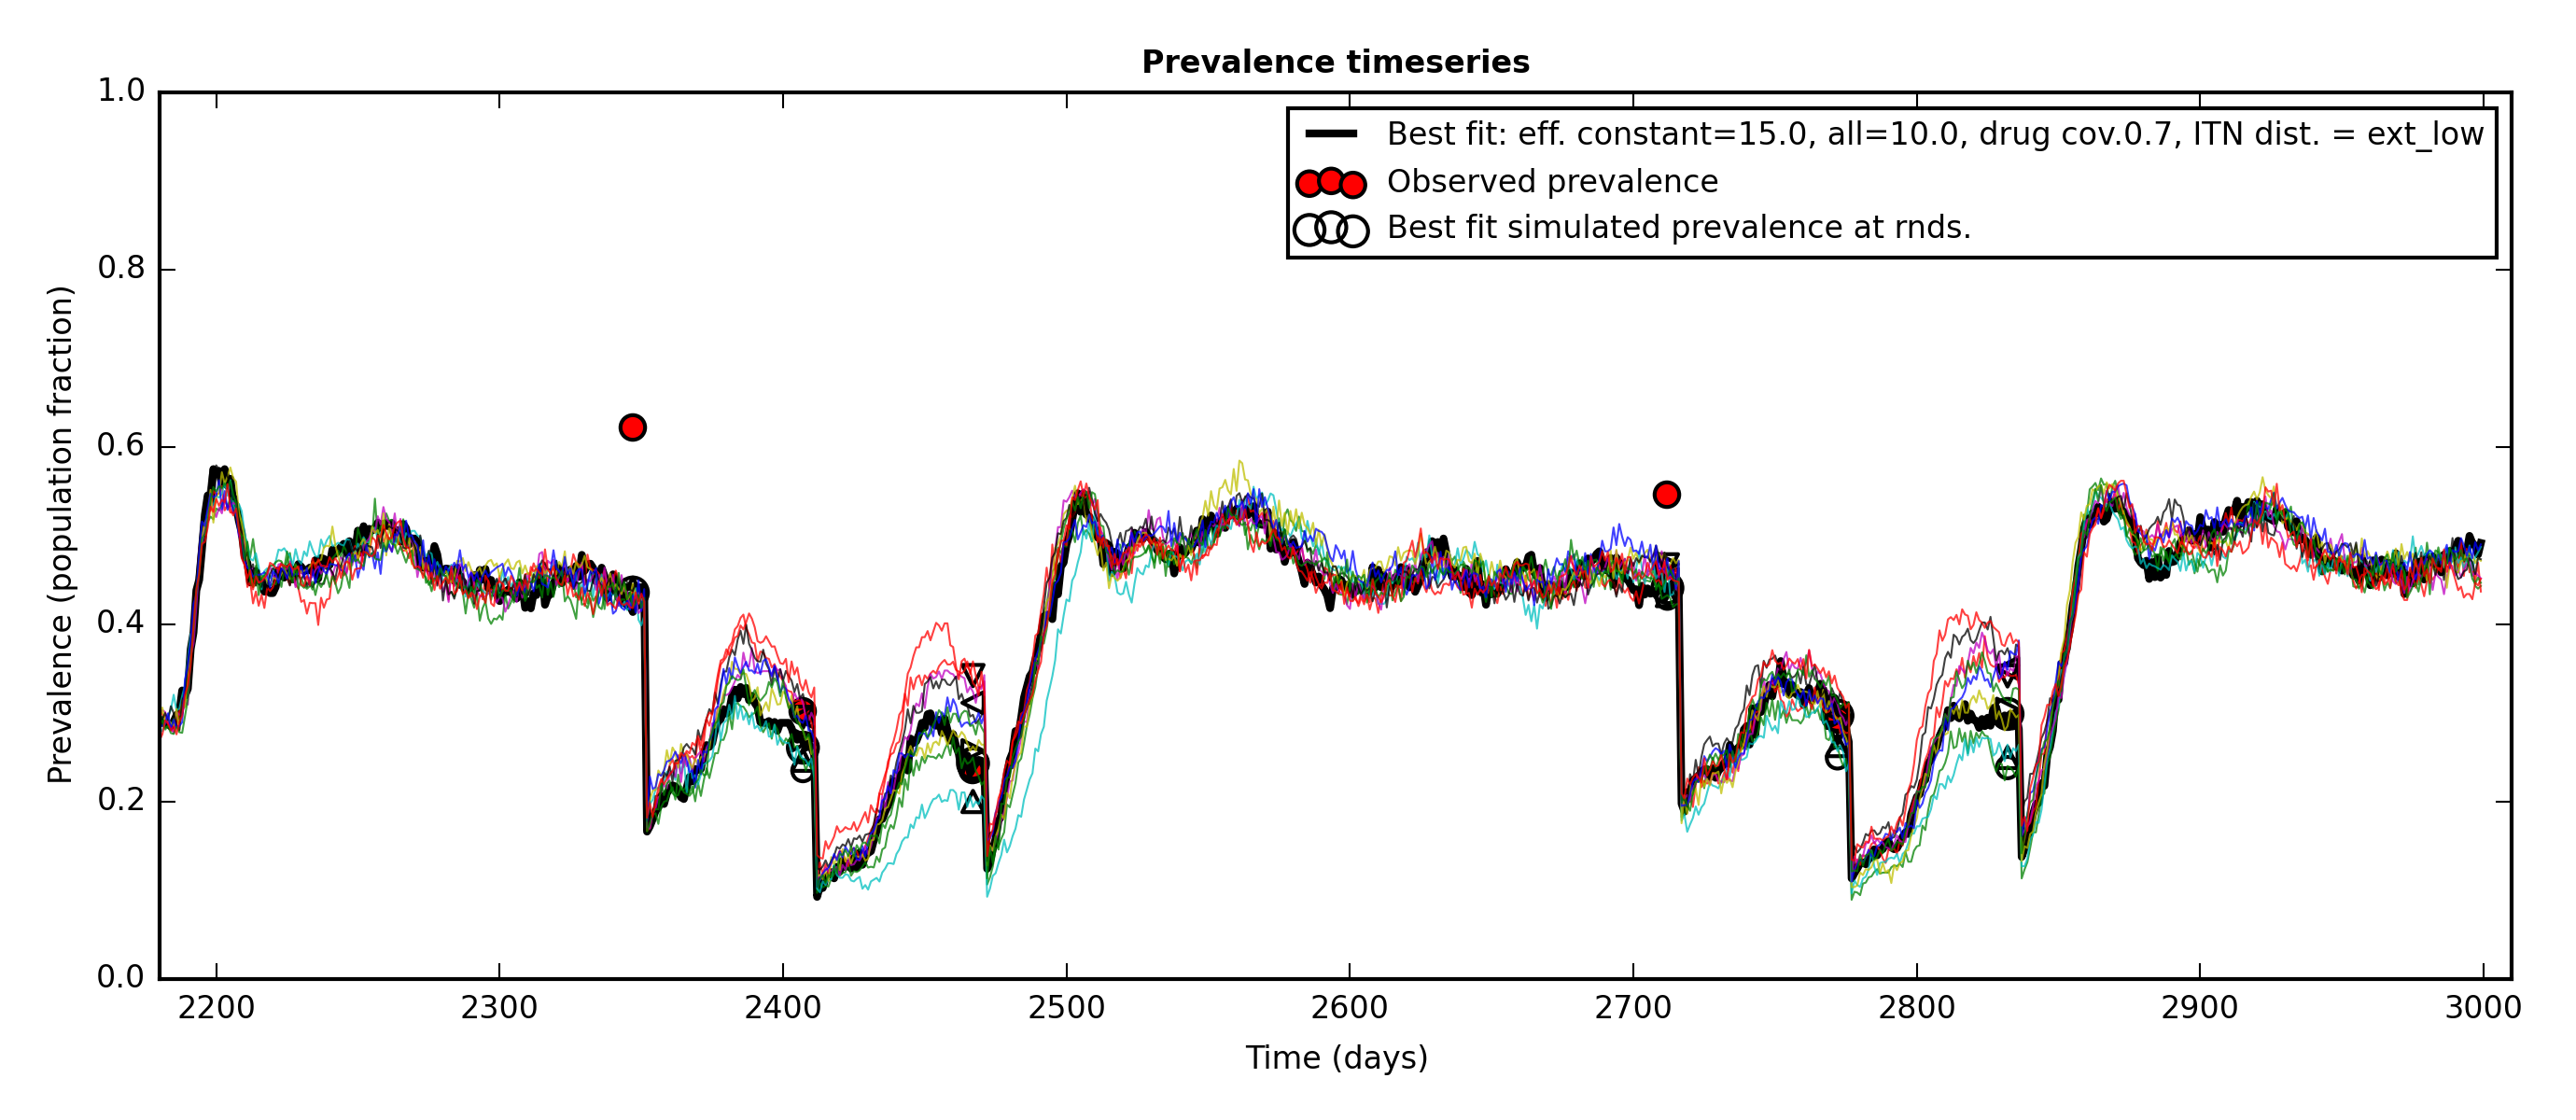 Prevalence timeseries
1.0
0.8
0.6
0.4
0.2
0.0
Prevalence (population fraction)
Best fit: eff. constant=15.0, all=10.0, drug cov.0.7, ITN dist. = ext_low
Observed prevalence
Best fit simulated prevalence at rnds.
2200 2300 2400 2500 2600 2700 2800 2900 3000
Time (days)